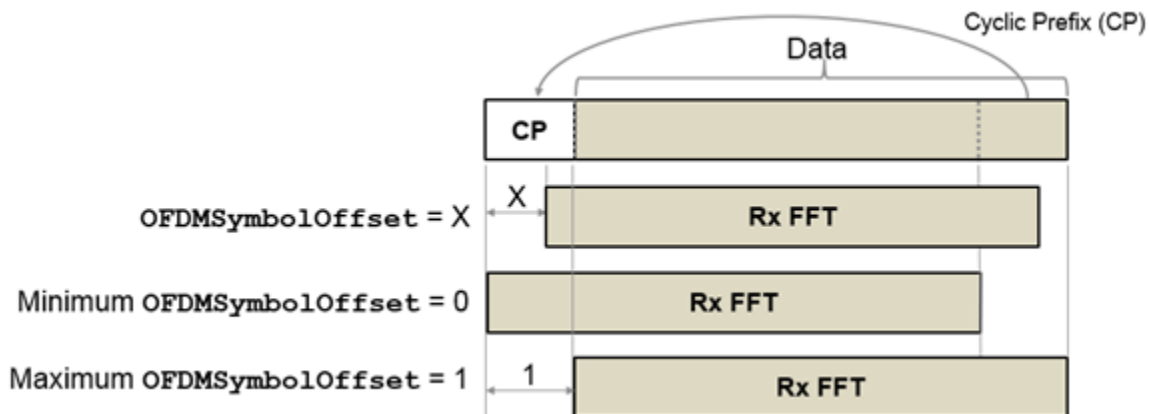 Cyclic Prefix (CP)
Data
CP
X
OFDMSymbolOffset = X
Rx FFT
Minimum OFDMSymbolOffset = 0
Rx FFT
Maximum OFDMSymbolOffset = 1
1
Rx FFT